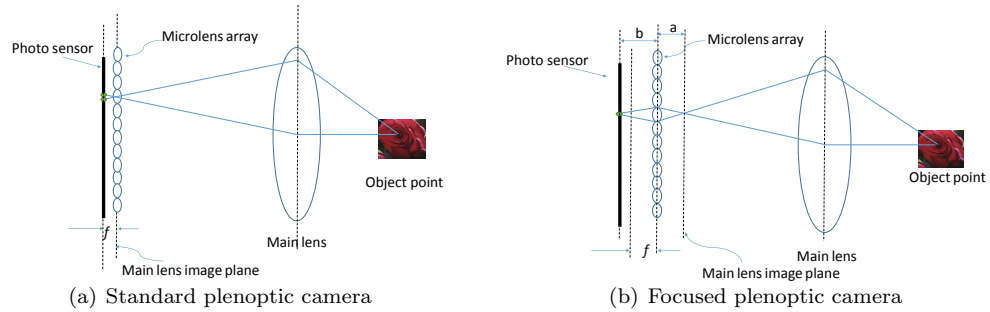 Photo sensor
Microlens array
Object point
f
Main lens
Main lens image plane
(a) Standard plenoptic camera
b
a
Microlens array
Photo sensor
Object point
f
Main lens
Main lens image plane
(b) Focused plenoptic camera